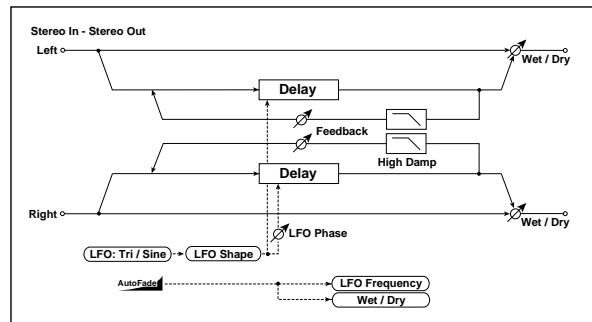 Stereo In - Stereo Out
Left
Wet / Dry
Delay
Feedback
High Damp
Delay
Right
Wet / Dry
LFO Phase
LFO: Tri / Sine
LFO Shape
AutoFade
LFO Frequency
Wet / Dry